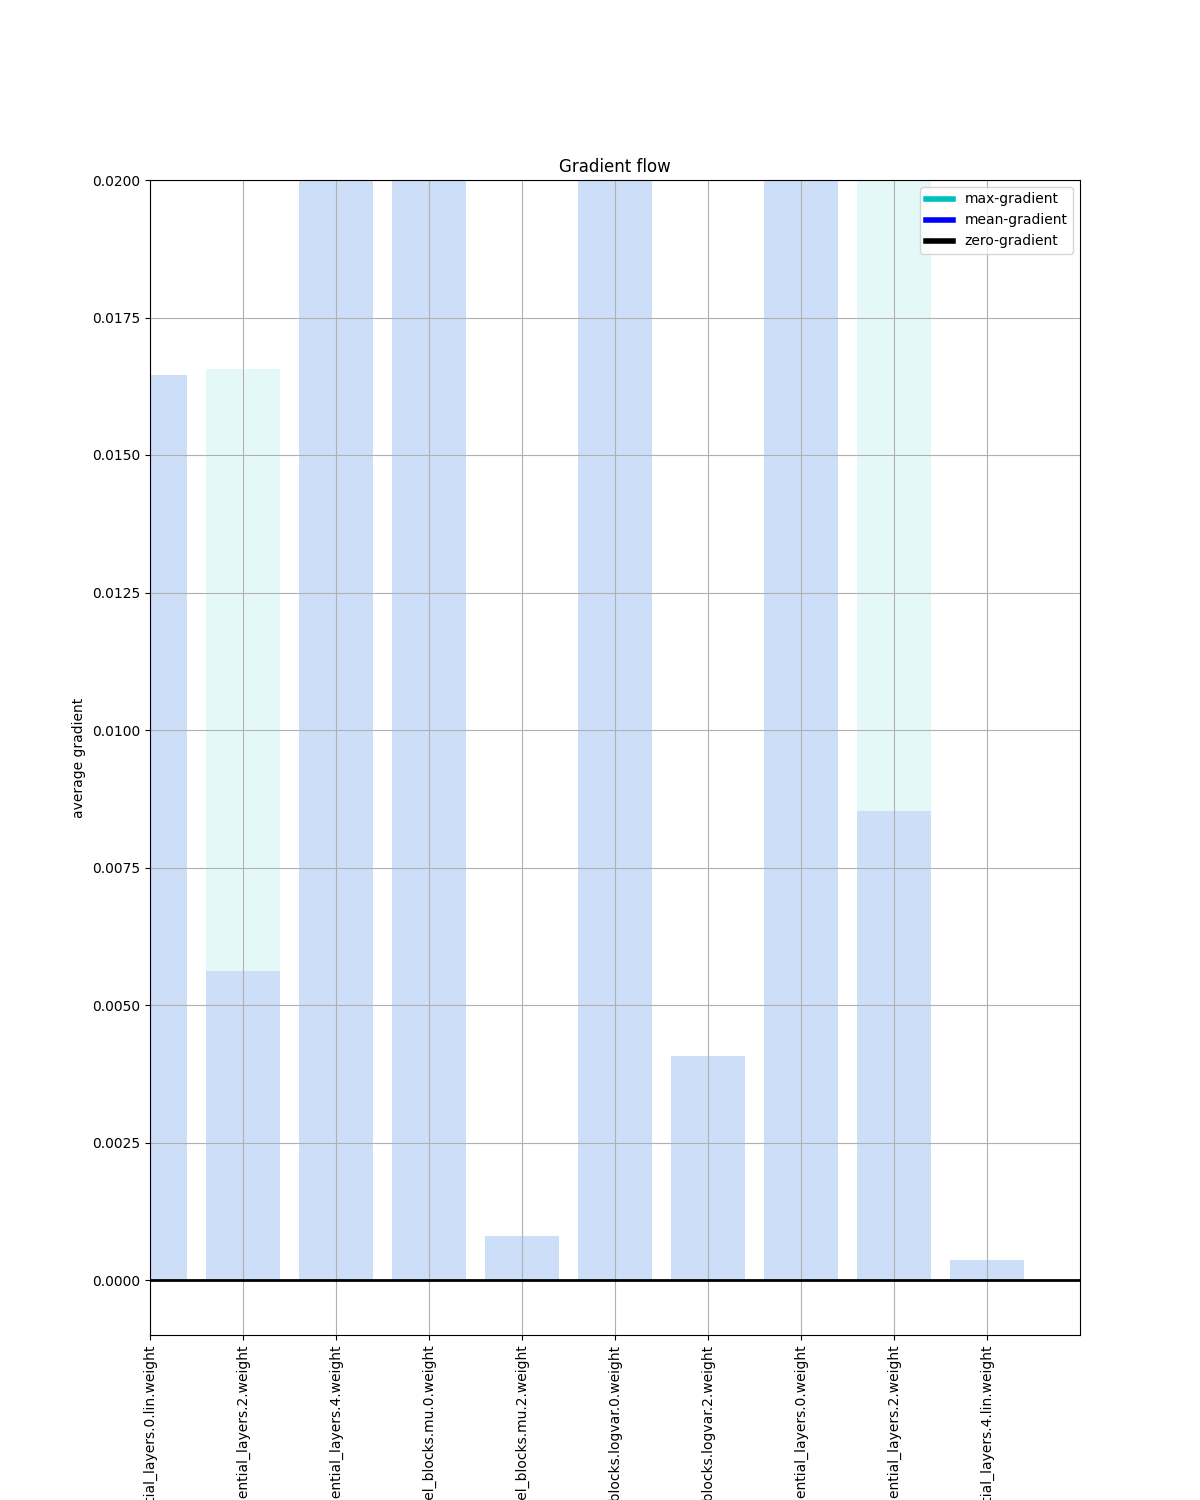 Gradient flow
max-gradient
mean-gradient
zero-gradient
0.0200
0.0175
0.0150
0.0125
0.0100
0.0075
0.0050
0.0025
0.0000
average gradient
tial_layers.0.lin.weight
ential_layers.2.weight
ential_layers.4.weight
el_blocks.mu.0.weight
el_blocks.mu.2.weight
blocks.logvar.0.weight
blocks.logvar.2.weight
ential_layers.0.weight
ential_layers.2.weight
tial_layers.4.lin.weight